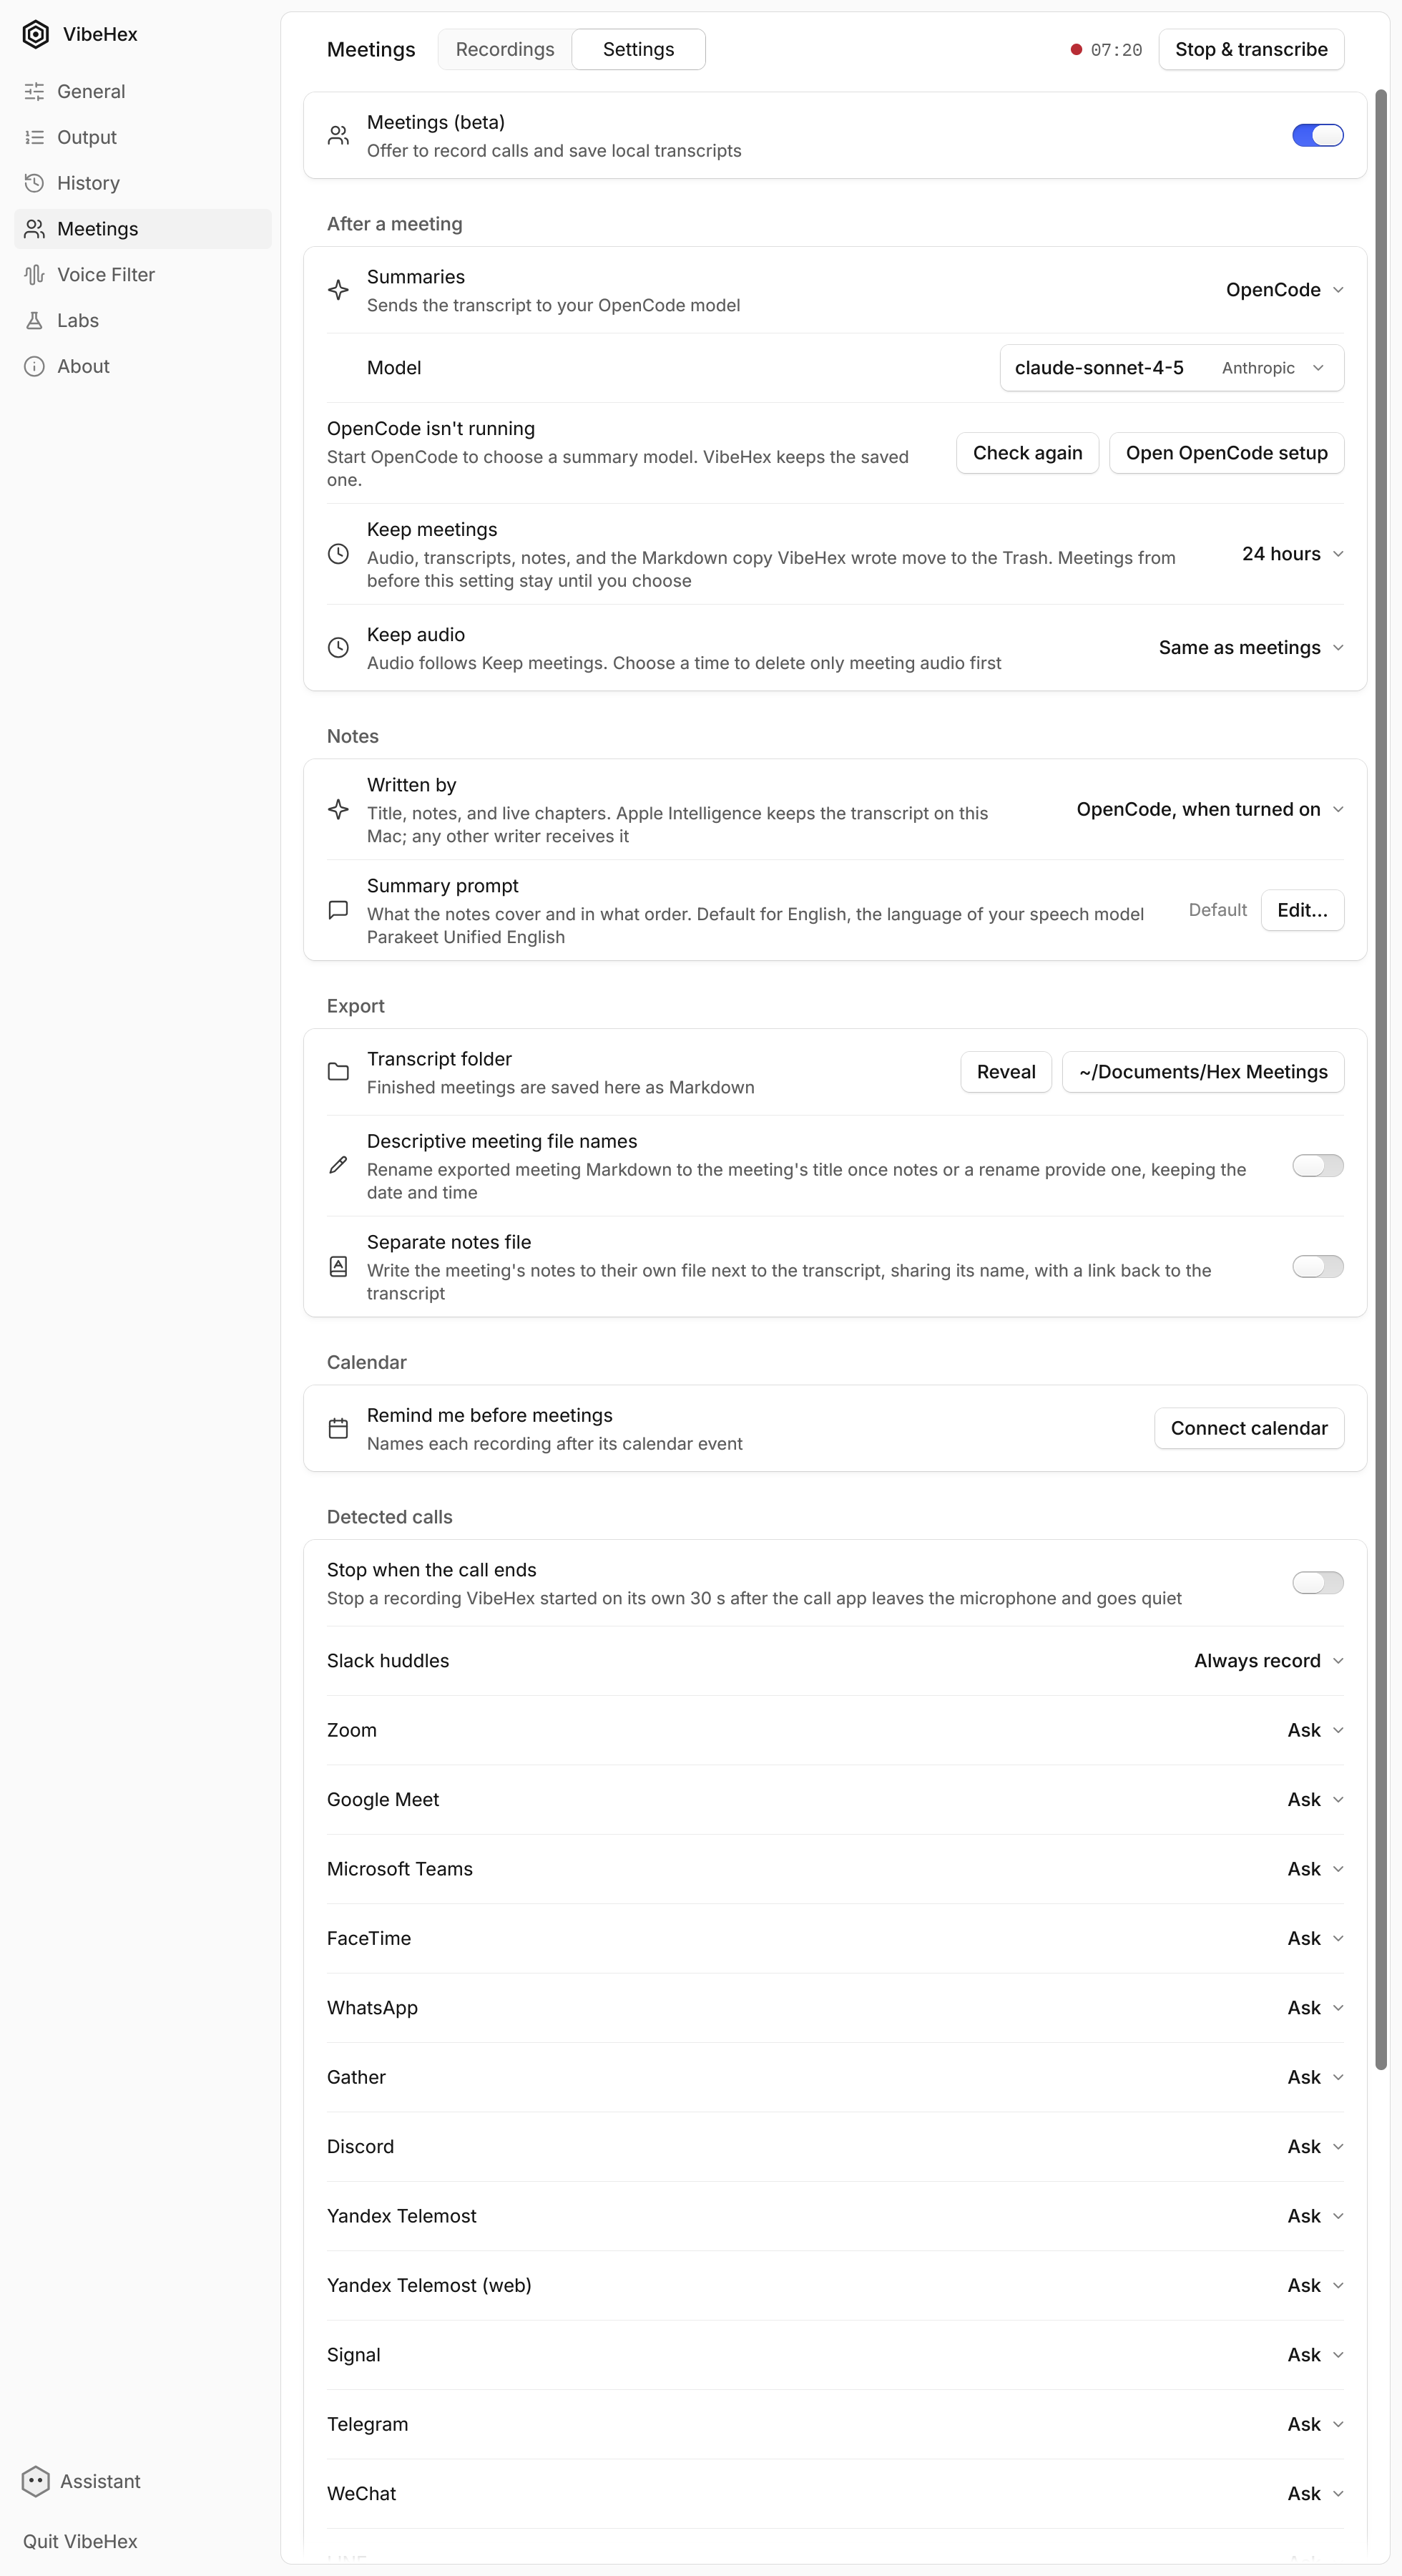 VibeHex
General
Output
History
Meetings
Voice Filter
Labs
About
Assistant
Quit VibeHex
Meetings
Recordings
Settings
07:20
Stop & transcribe
Meetings (beta)
Offer to record calls and save local transcripts
After a meeting
Summaries
Sends the transcript to your OpenCode model
OpenCode
Model
claude-sonnet-4-5 Anthropic
OpenCode isn't running
Start OpenCode to choose a summary model. VibeHex keeps the saved
one.
Check again
Open OpenCode setup
Keep meetings
Audio, transcripts, notes, and the Markdown copy VibeHex wrote move to the Trash. Meetings from
before this setting stay until you choose
24 hours
Keep audio
Audio follows Keep meetings. Choose a time to delete only meeting audio first
Same as meetings
Notes
Written by
Title, notes, and live chapters. Apple Intelligence keeps the transcript on this
Mac; any other writer receives it
OpenCode, when turned on
Summary prompt
What the notes cover and in what order. Default for English, the language of your speech model
Parakeet Unified English
Default
Edit...
Export
Transcript folder
Finished meetings are saved here as Markdown
Reveal
~/Documents/Hex Meetings
Descriptive meeting file names
Rename exported meeting Markdown to the meeting's title once notes or a rename provide one, keeping the
date and time
Separate notes file
Write the meeting's notes to their own file next to the transcript, sharing its name, with a link back to the
transcript
Calendar
Remind me before meetings
Names each recording after its calendar event
Connect calendar
Detected calls
Stop when the call ends
Stop a recording VibeHex started on its own 30 s after the call app leaves the microphone and goes quiet
Slack huddles
Always record
Zoom
Ask
Google Meet
Ask
Microsoft Teams
Ask
FaceTime
Ask
WhatsApp
Ask
Gather
Ask
Discord
Ask
Yandex Telemost
Ask
Yandex Telemost (web)
Ask
Signal
Ask
Telegram
Ask
WeChat
Ask